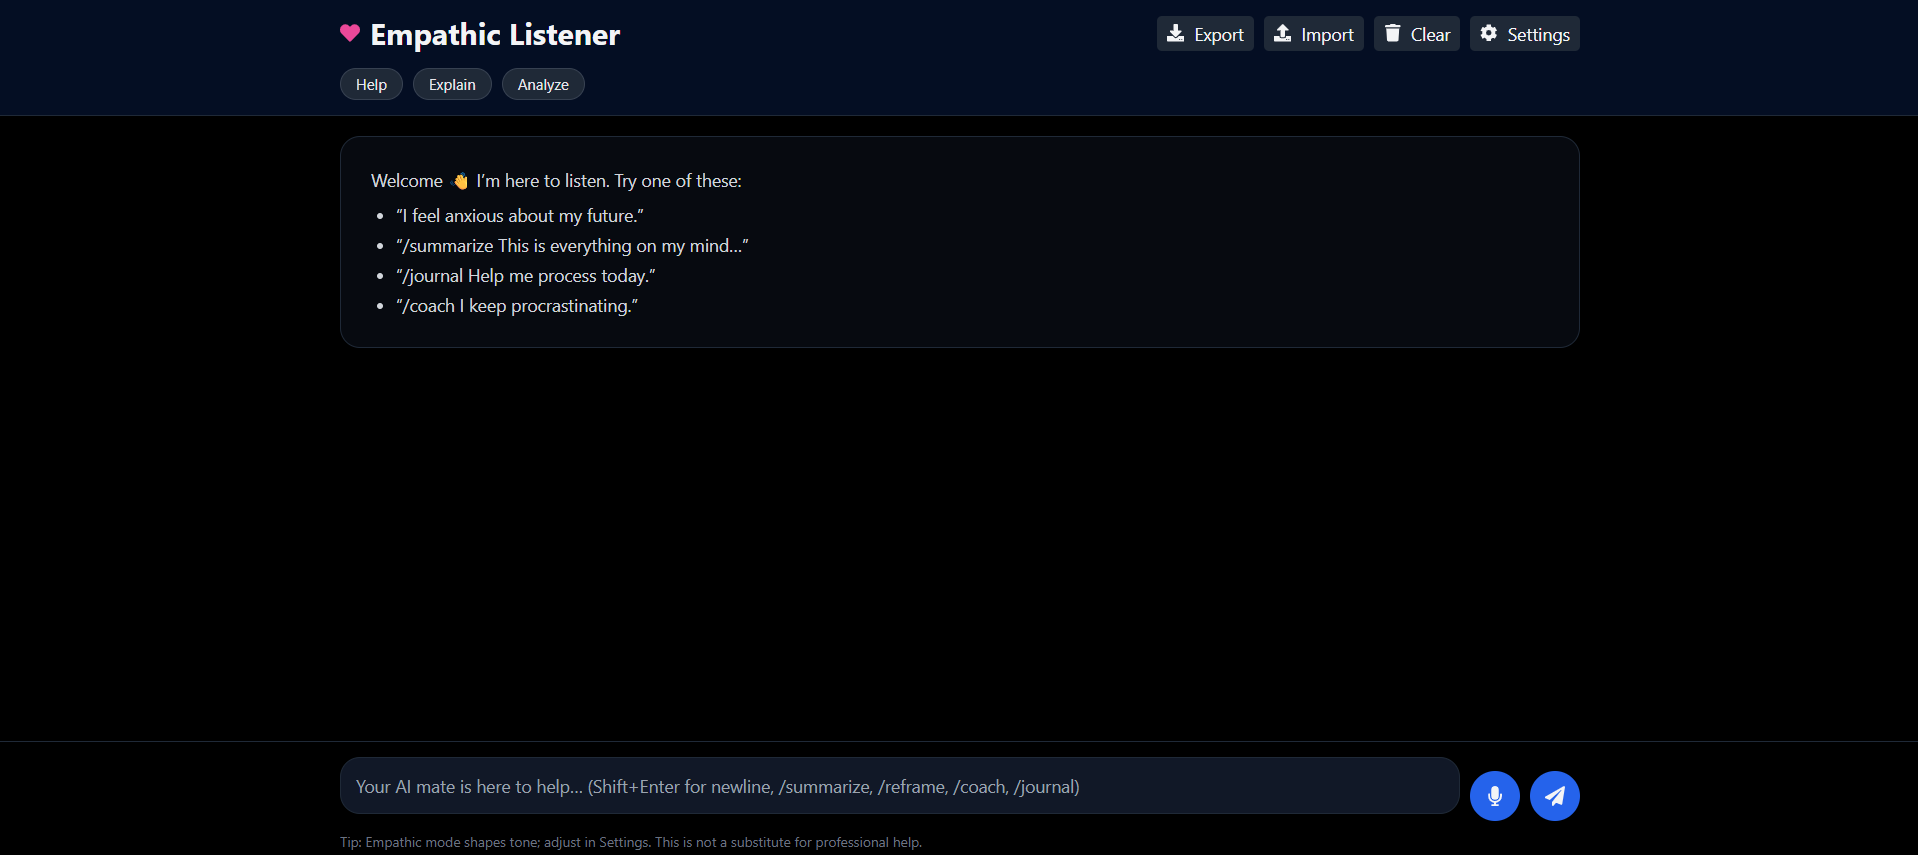 Empathic Listener
Export
Import
Clear
Settings
Help
Explain
Analyze
Welcome 👋 I’m here to listen. Try one of these:
• “I feel anxious about my future.”
• “/summarize This is everything on my mind…”
• “/journal Help me process today.”
• “/coach I keep procrastinating.”
Your AI mate is here to help… (Shift+Enter for newline, /summarize, /reframe, /coach, /journal)
Tip: Empathic mode shapes tone; adjust in Settings. This is not a substitute for professional help.